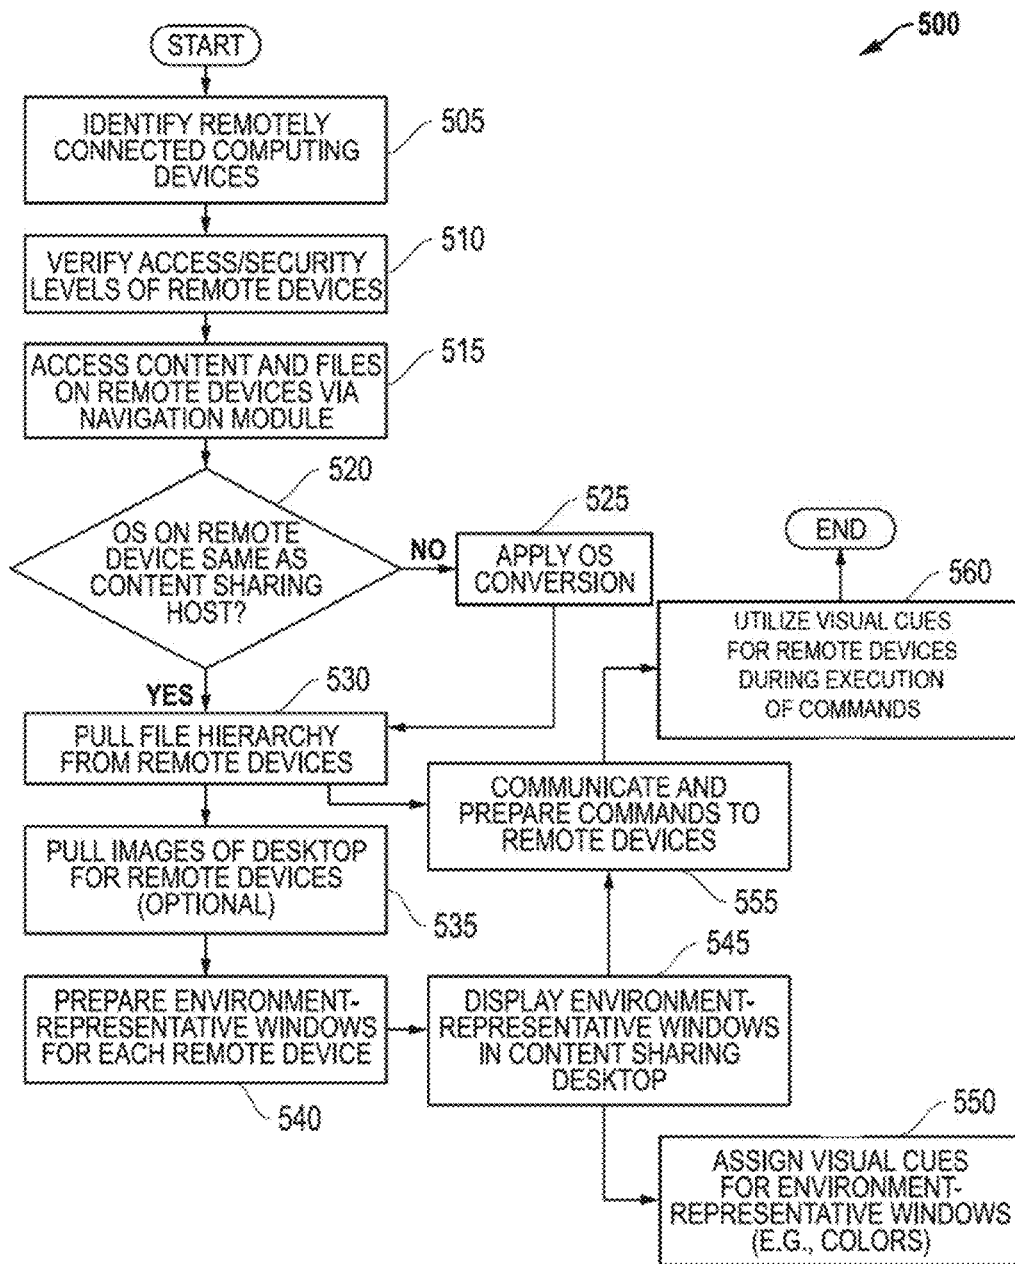 500
START
IDENTIFY REMOTELY
CONNECTED COMPUTING
DEVICES
505
VERIFY ACCESS/SECURITY
LEVELS OF REMOTE DEVICES
510
ACCESS CONTENT AND FILES
ON REMOTE DEVICES VIA
NAVIGATION MODULE
515
OS ON REMOTE
DEVICE SAME AS
CONTENT SHARING
HOST?
520
NO
APPLY OS
CONVERSION
525
YES
PULL FILE HIERARCHY
FROM REMOTE DEVICES
530
PULL IMAGES OF DESKTOP
FOR REMOTE DEVICES
(OPTIONAL)
535
PREPARE ENVIRONMENT-
REPRESENTATIVE WINDOWS
FOR EACH REMOTE DEVICE
540
DISPLAY ENVIRONMENT-
REPRESENTATIVE WINDOWS
IN CONTENT SHARING
DESKTOP
545
ASSIGN VISUAL CUES
FOR ENVIRONMENT-
REPRESENTATIVE WINDOWS
(E.G., COLORS)
550
COMMUNICATE AND
PREPARE COMMANDS TO
REMOTE DEVICES
555
UTILIZE VISUAL CUES
FOR REMOTE DEVICES
DURING EXECUTION
OF COMMANDS
560
END